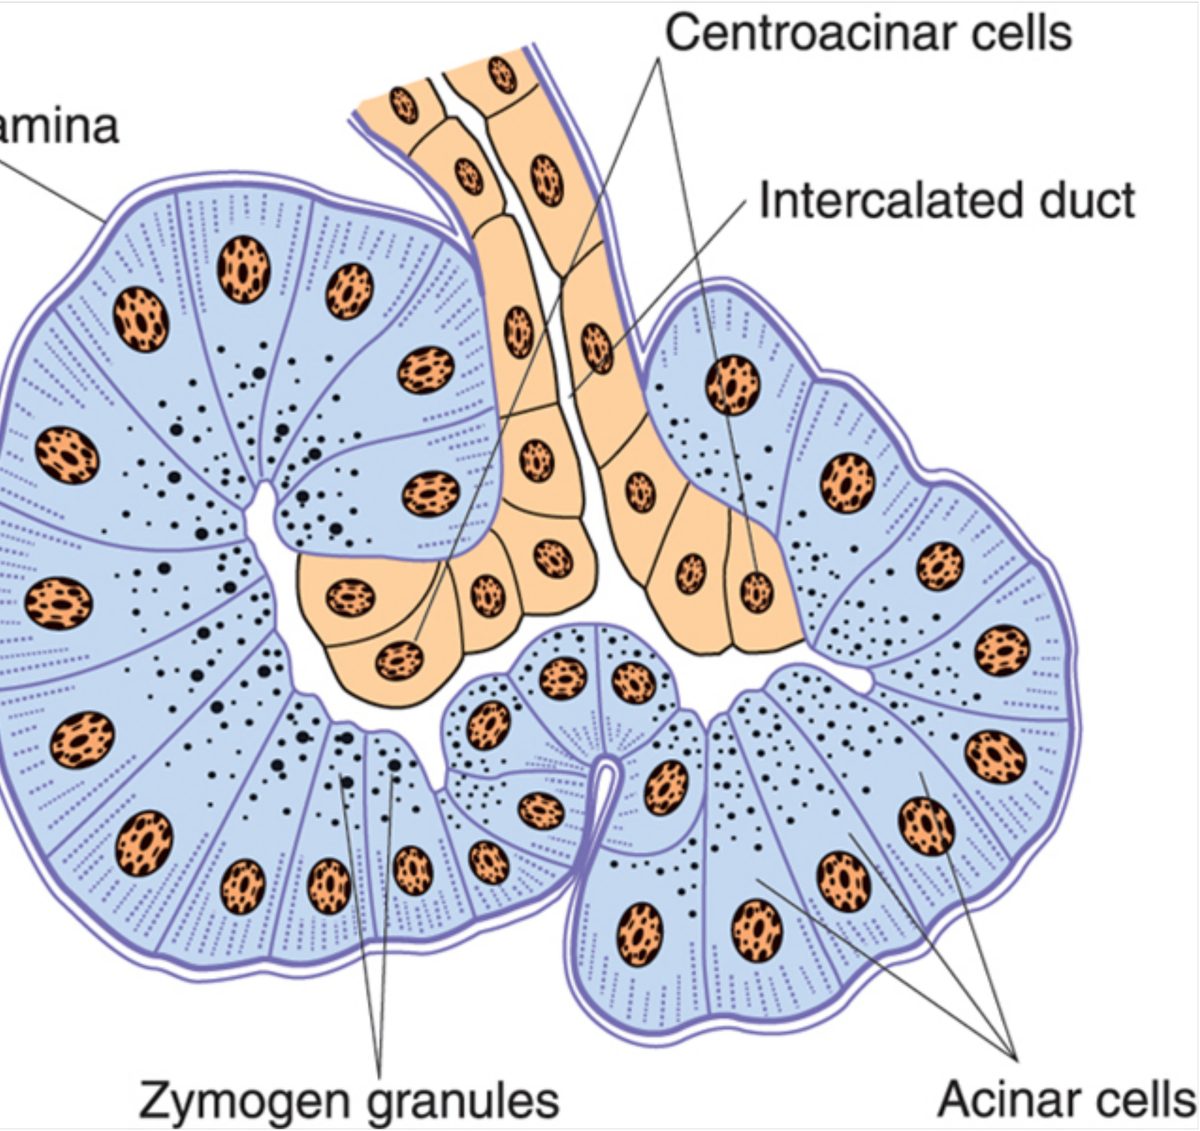 Centroacinar cells
amina
Intercalated duct
Zymogen granules
Acinar cells